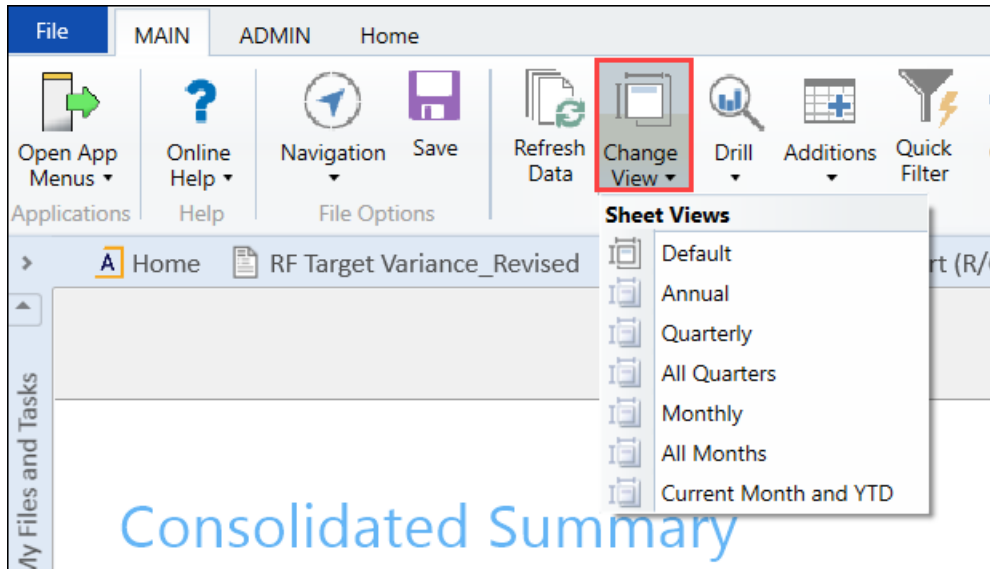 File MAIN ADMIN Home
Open App Menus
Online Help
Navigation
Save
Refresh Data
Change View
Drill
Additions
Quick Filter
Applications
Help
File Options
Sheet Views
Default
Annual
Quarterly
All Quarters
Monthly
All Months
Current Month and YTD
A Home RF Target Variance_Revised rt (R/
My Files and Tasks
Consolidated Summary